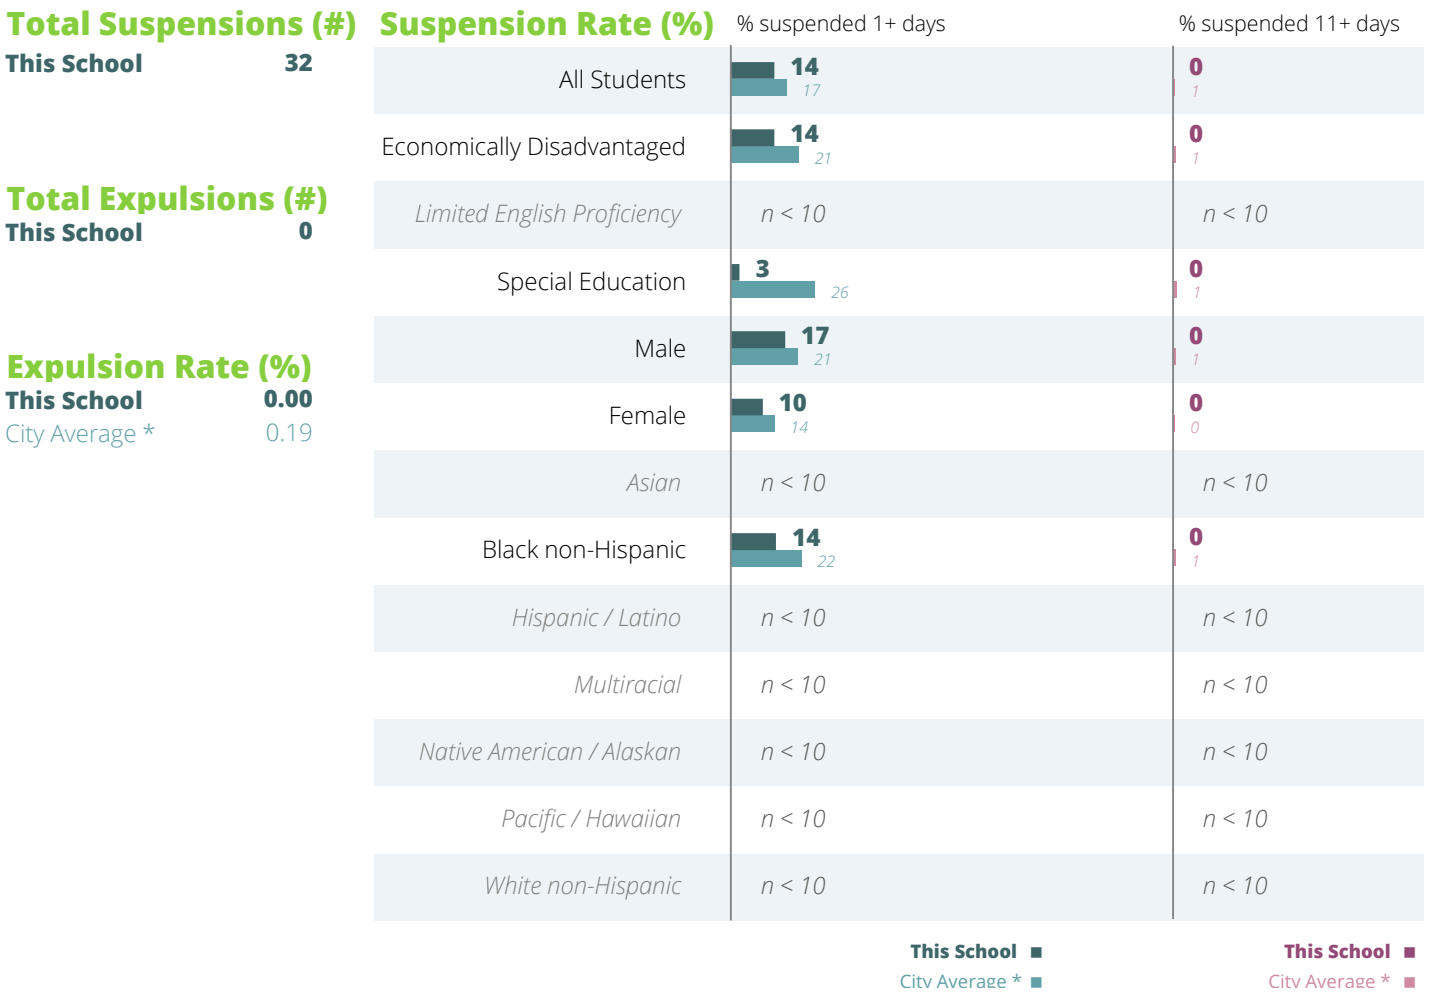 Total Suspensions (#)
This School 32
Total Expulsions (#)
This School 0
Expulsion Rate (%)
This School 0.00
City Average * 0.19
Suspension Rate (%) % suspended 1+ days % suspended 11+ days
All Students 14 0
17 1
Economically Disadvantaged 14 0
21 1
Limited English Proficiency n < 10 n < 10
Special Education 3 0
26 1
Male 17 0
21 1
Female 10 0
14 0
Asian n < 10 n < 10
Black non-Hispanic 14 0
22 1
Hispanic / Latino n < 10 n < 10
Multiracial n < 10 n < 10
Native American / Alaskan n < 10 n < 10
Pacific / Hawaiian n < 10 n < 10
White non-Hispanic n < 10 n < 10
This School This School
City Average * City Average *